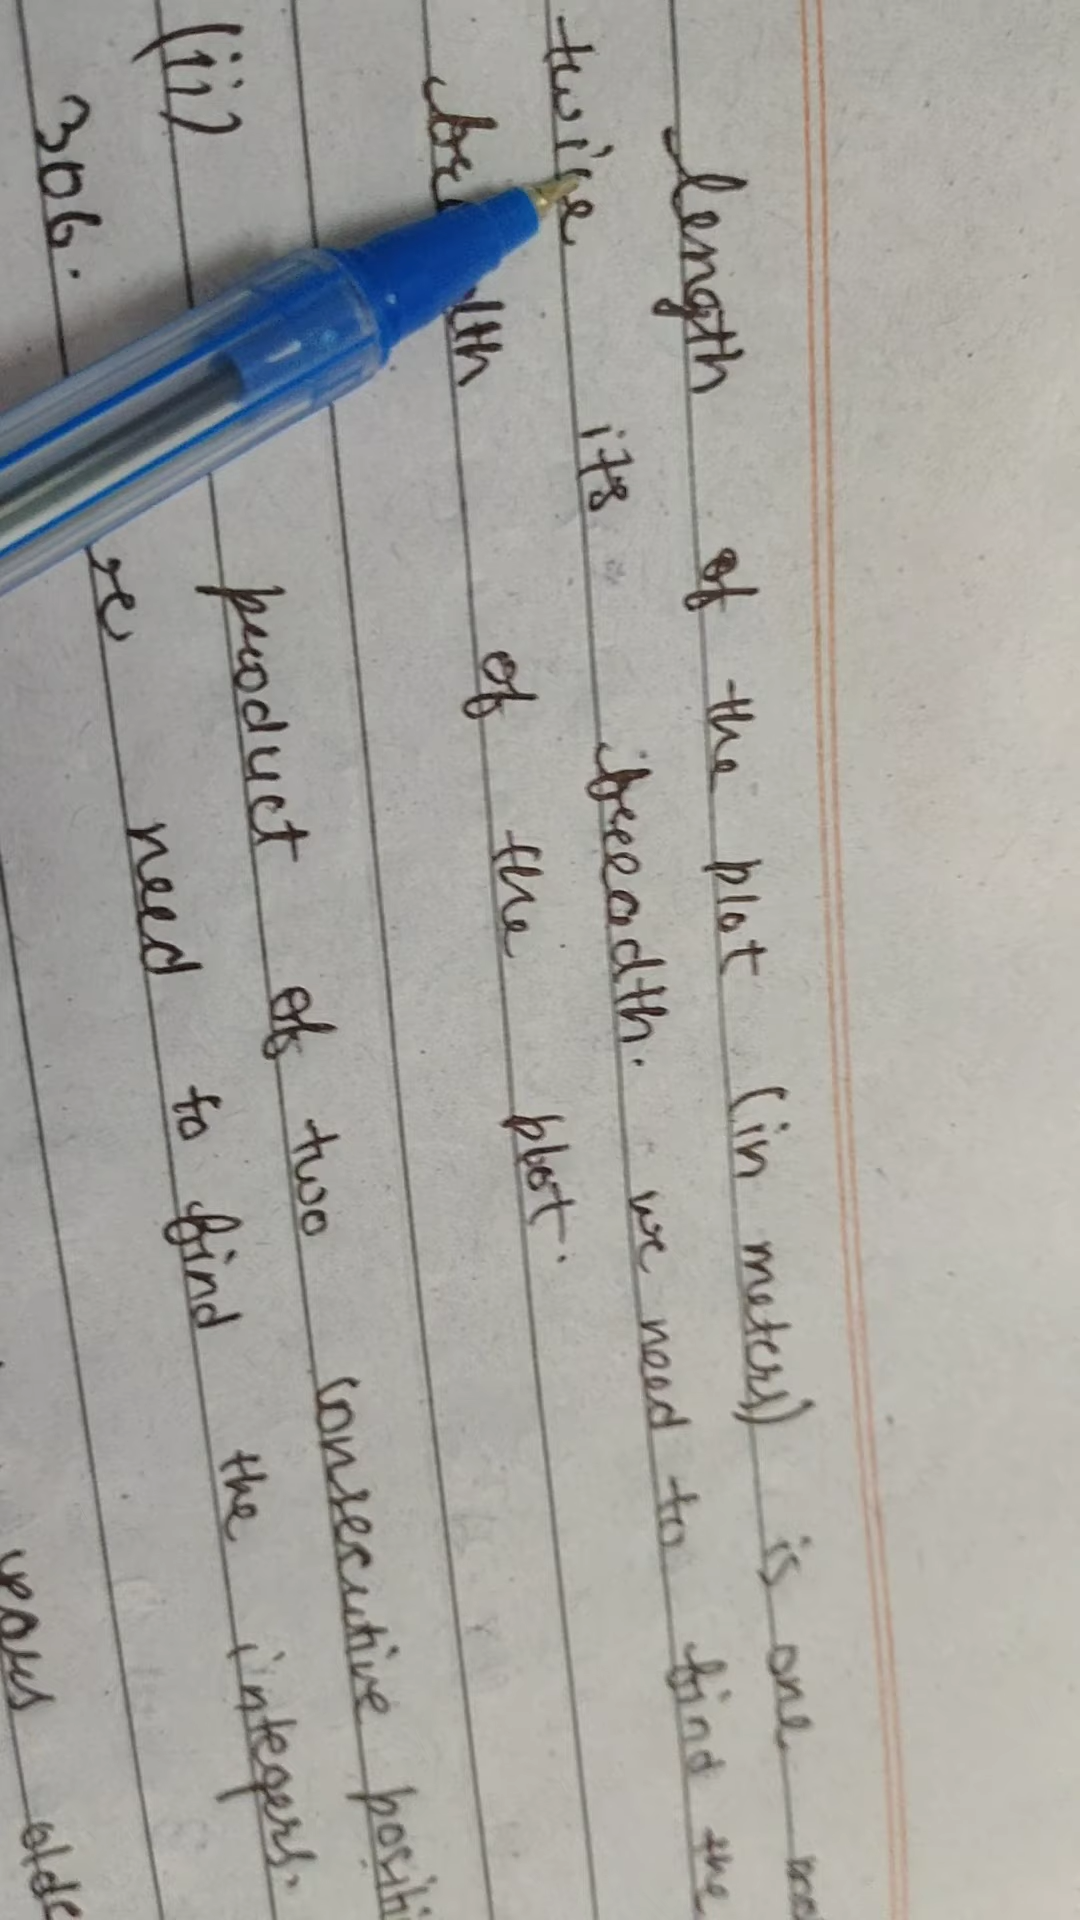 length of the plot (in meters) is one
twice its breadth. we need to find the
of the plot.
(ii) product of two consecutive
306. need to find the integers.
years